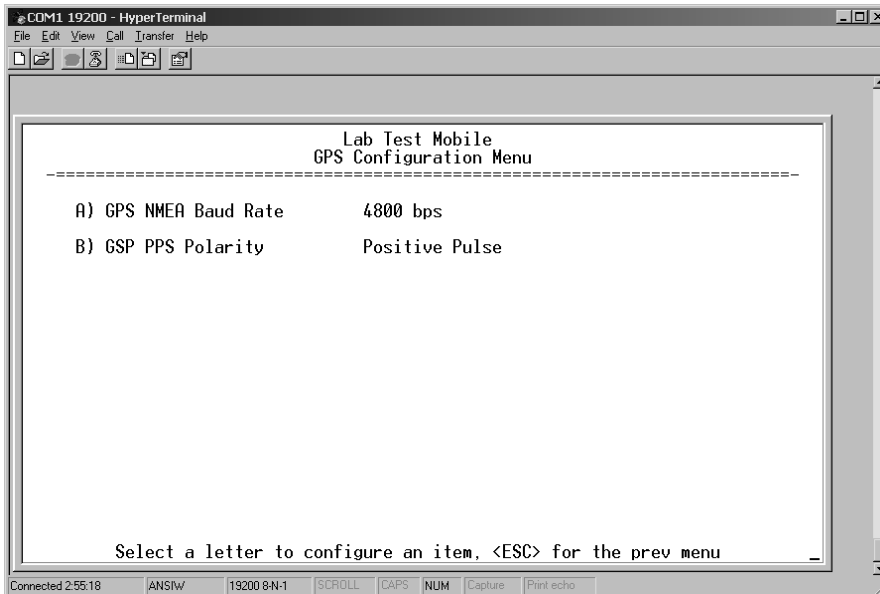 COM1 19200 - HyperTerminal
File Edit View Call Transfer Help
Lab Test Mobile
GPS Configuration Menu
-==========================================================================-
A) GPS NMEA Baud Rate 4800 bps
B) GSP PPS Polarity Positive Pulse
Select a letter to configure an item, <ESC> for the prev menu _
Connected 2:55:18 ANSIW 19200 8-N-1 SCROLL CAPS NUM Capture Print echo